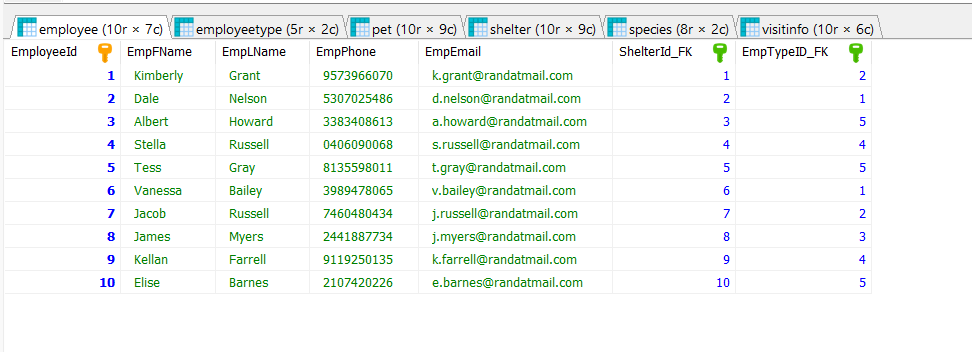 employee (10r × 7c) employeetype (5r × 2c) pet (10r × 9c) shelter (10r × 9c) species (8r × 2c) visitinfo (10r × 6c)
EmployeeId EmpFName EmpLName EmpPhone EmpEmail ShelterId_FK EmpTypeID_FK
1 Kimberly Grant 9573966070 k.grant@randatmail.com 1 2
2 Dale Nelson 5307025486 d.nelson@randatmail.com 2 1
3 Albert Howard 3383408613 a.howard@randatmail.com 3 5
4 Stella Russell 0406090068 s.russell@randatmail.com 4 4
5 Tess Gray 8135598011 t.gray@randatmail.com 5 5
6 Vanessa Bailey 3989478065 v.bailey@randatmail.com 6 1
7 Jacob Russell 7460480434 j.russell@randatmail.com 7 2
8 James Myers 2441887734 j.myers@randatmail.com 8 3
9 Kellan Farrell 9119250135 k.farrell@randatmail.com 9 4
10 Elise Barnes 2107420226 e.barnes@randatmail.com 10 5